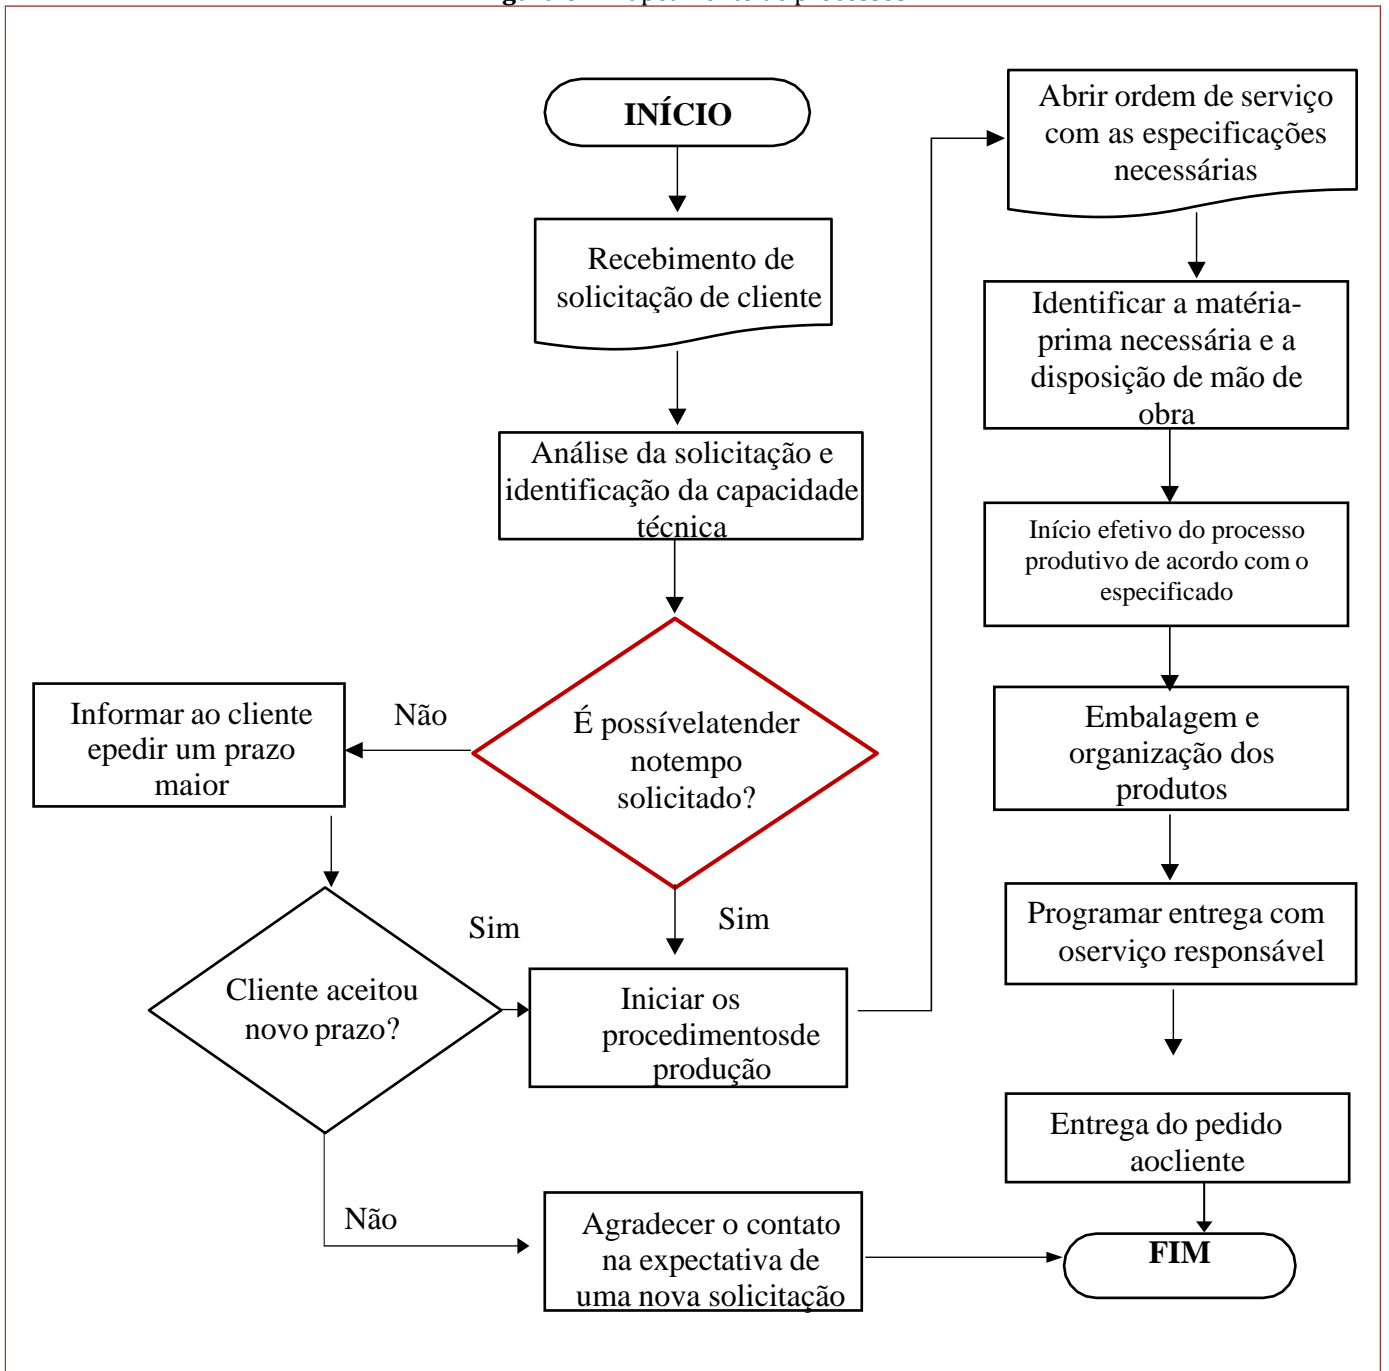 INÍCIO
Recebimento de
solicitação de cliente
Análise da solicitação e
identificação da capacidade
técnica
É possívelatender
notempo
solicitado?
Não
Informar ao cliente
epedir um prazo
maior
Cliente aceitou
novo prazo?
Sim
Sim
Iniciar os
procedimentosde
produção
Não
Agradecer o contato
na expectativa de
uma nova solicitação
Abrir ordem de serviço
com as especificações
necessárias
Identificar a matéria-
prima necessária e a
disposição de mão de
obra
Início efetivo do processo
produtivo de acordo com o
especificado
Embalagem e
organização dos
produtos
Programar entrega com
oserviço responsável
Entrega do pedido
aocliente
FIM